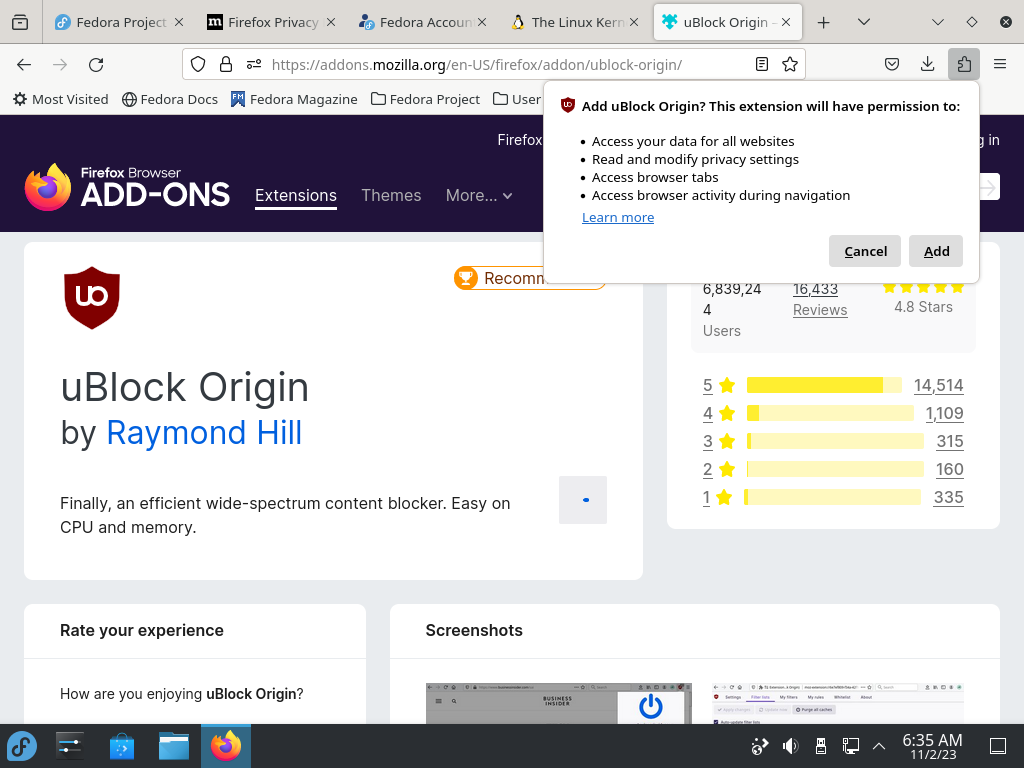 Fedora Project
Firefox Privacy
Fedora Accoun
The Linux Kern
uBlock Origin –
https://addons.mozilla.org/en-US/firefox/addon/ublock-origin/
Most Visited
Fedora Docs
Fedora Magazine
Fedora Project
User
Add uBlock Origin? This extension will have permission to:
• Access your data for all websites
• Read and modify privacy settings
• Access browser tabs
• Access browser activity during navigation
Learn more
Cancel
Add
Firefox
g in
Firefox Browser
ADD-ONS
Extensions
Themes
More...
UO
Recomm
uBlock Origin
by Raymond Hill
Finally, an efficient wide-spectrum content blocker. Easy on
CPU and memory.
6,839,24
4
Users
16,433
Reviews
4.8 Stars
5 14,514
4 1,109
3 315
2 160
1 335
Rate your experience
How are you enjoying uBlock Origin?
Screenshots
BUSINESS
INSIDER
Settings
Filter lists
My filters
My rules
Whitelist
About
Purge all caches
Auto-update filter lists
6:35 AM
11/2/23